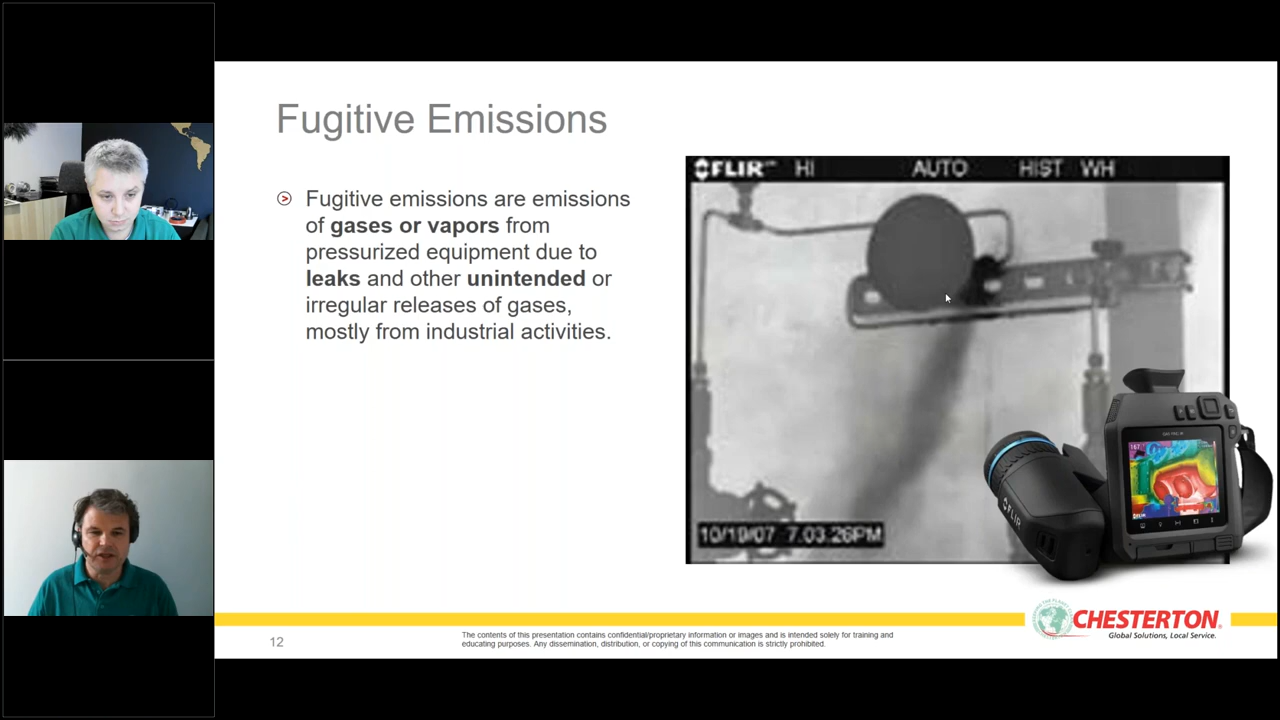 Fugitive Emissions
Fugitive emissions are emissions
of gases or vapors from
pressurized equipment due to
leaks and other unintended or
irregular releases of gases,
mostly from industrial activities.
FLIR HI AUTO HIST WH
10/19/07 7.03.26PM
FLIR
12
The contents of this presentation contains confidential/proprietary information or images and is intended solely for training and
educating purposes. Any dissemination, distribution, or copying of this communication is strictly prohibited.
CHESTERTON
Global Solutions, Local Service.